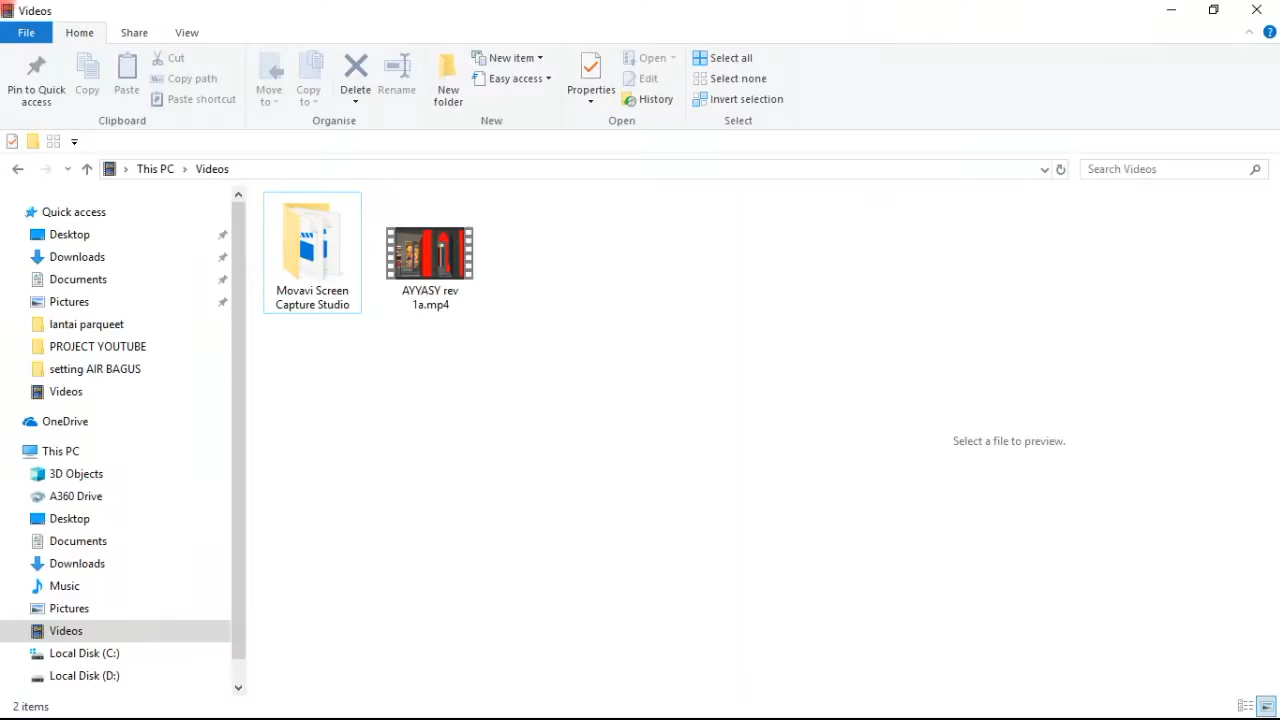 Videos
File Home Share View
Pin to Quick access
Copy
Paste
Cut
Copy path
Paste shortcut
Clipboard
Move to
Copy to
Delete
Rename
Organise
New folder
New item
Easy access
New
Properties
Open
Edit
History
Open
Select all
Select none
Invert selection
Select
This PC > Videos
Search Videos
Quick access
Desktop
Downloads
Documents
Pictures
lantai parqueet
PROJECT YOUTUBE
setting AIR BAGUS
Videos
OneDrive
This PC
3D Objects
A360 Drive
Desktop
Documents
Downloads
Music
Pictures
Videos
Local Disk (C:)
Local Disk (D:)
Movavi Screen
Capture Studio
AYYASY rev
1a.mp4
Select a file to preview.
2 items